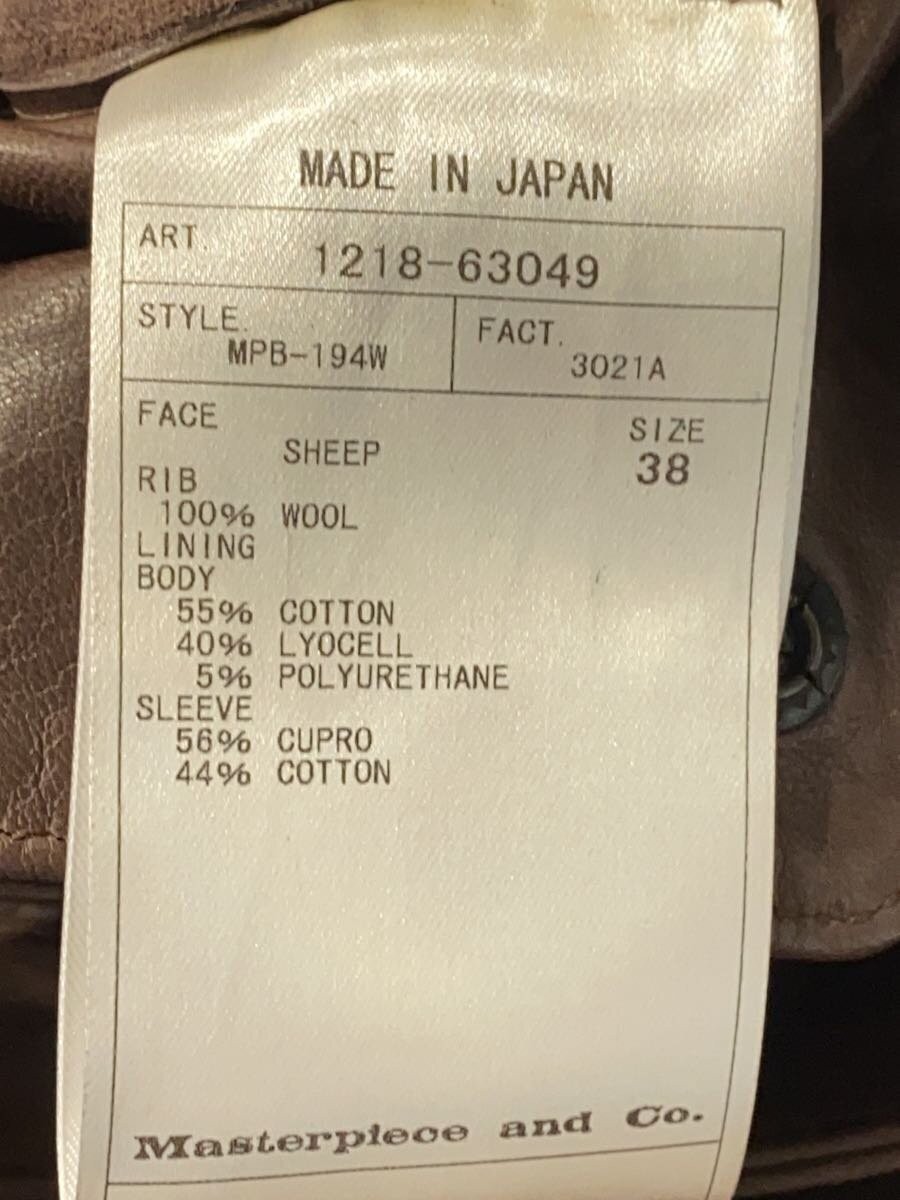 MADE IN JAPAN
ART. 1218-63049
STYLE. MPB-194W
FACT. 3021A
FACE
SHEEP
SIZE
38
RIB
100% WOOL
LINING
BODY
55% COTTON
40% LYOCELL
5% POLYURETHANE
SLEEVE
56% CUPRO
44% COTTON
Masterpiece and Co.